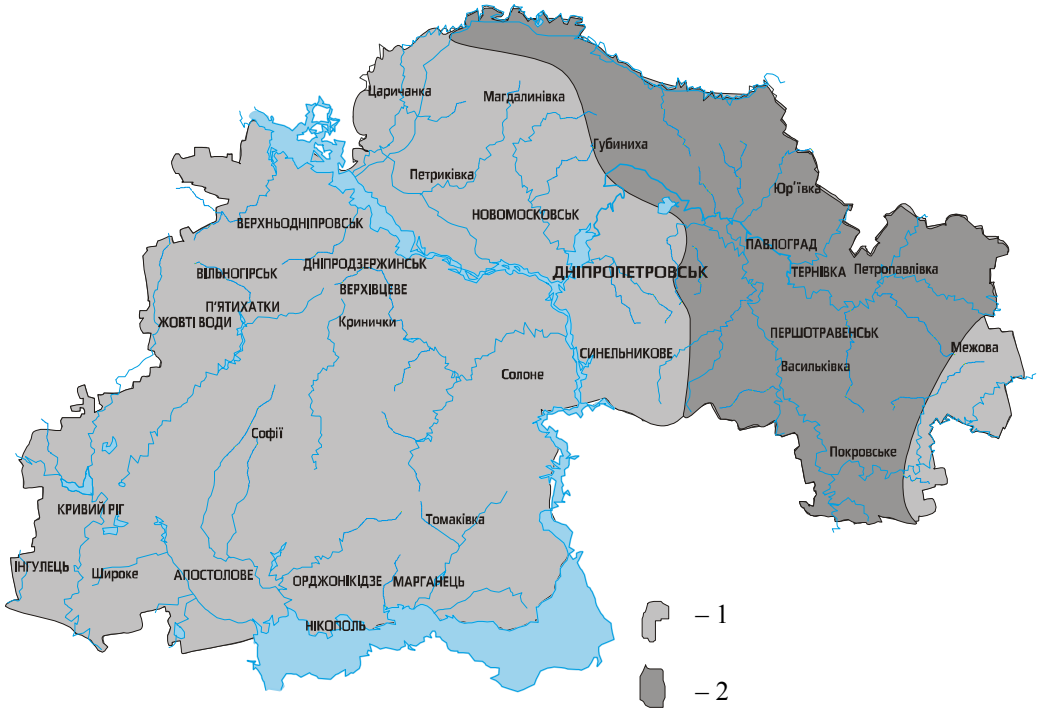 Царичанка
Магдалинівка
Губиниха
Петриківка
Юр'ївка
НОВОМОСКОВСЬК
ВЕРХНЬОДНІПРОВСЬК
ПАВЛОГРАД
ДНІПРОДЗЕРЖИНСЬК
ДНІПРОПЕТРОВСЬК
ТЕРНІВКА
Петропавлівка
ВІЛЬНОГІРСЬК
ВЕРХІВЦЕВЕ
П'ЯТИХАТКИ
ЖОВТІ ВОДИ
Кринички
ПЕРШОТРАВЕНСЬК
Межова
СИНЕЛЬНИКОВЕ
Васильківка
Солоне
Софії
Покровське
КРИВИЙ РІГ
Томаківка
ІНГУЛЕЦЬ
Широке
АПОСТОЛОВЕ
ОРДЖОНІКІДЗЕ
МАРГАНЕЦЬ
НІКОПОЛЬ
– 1
– 2